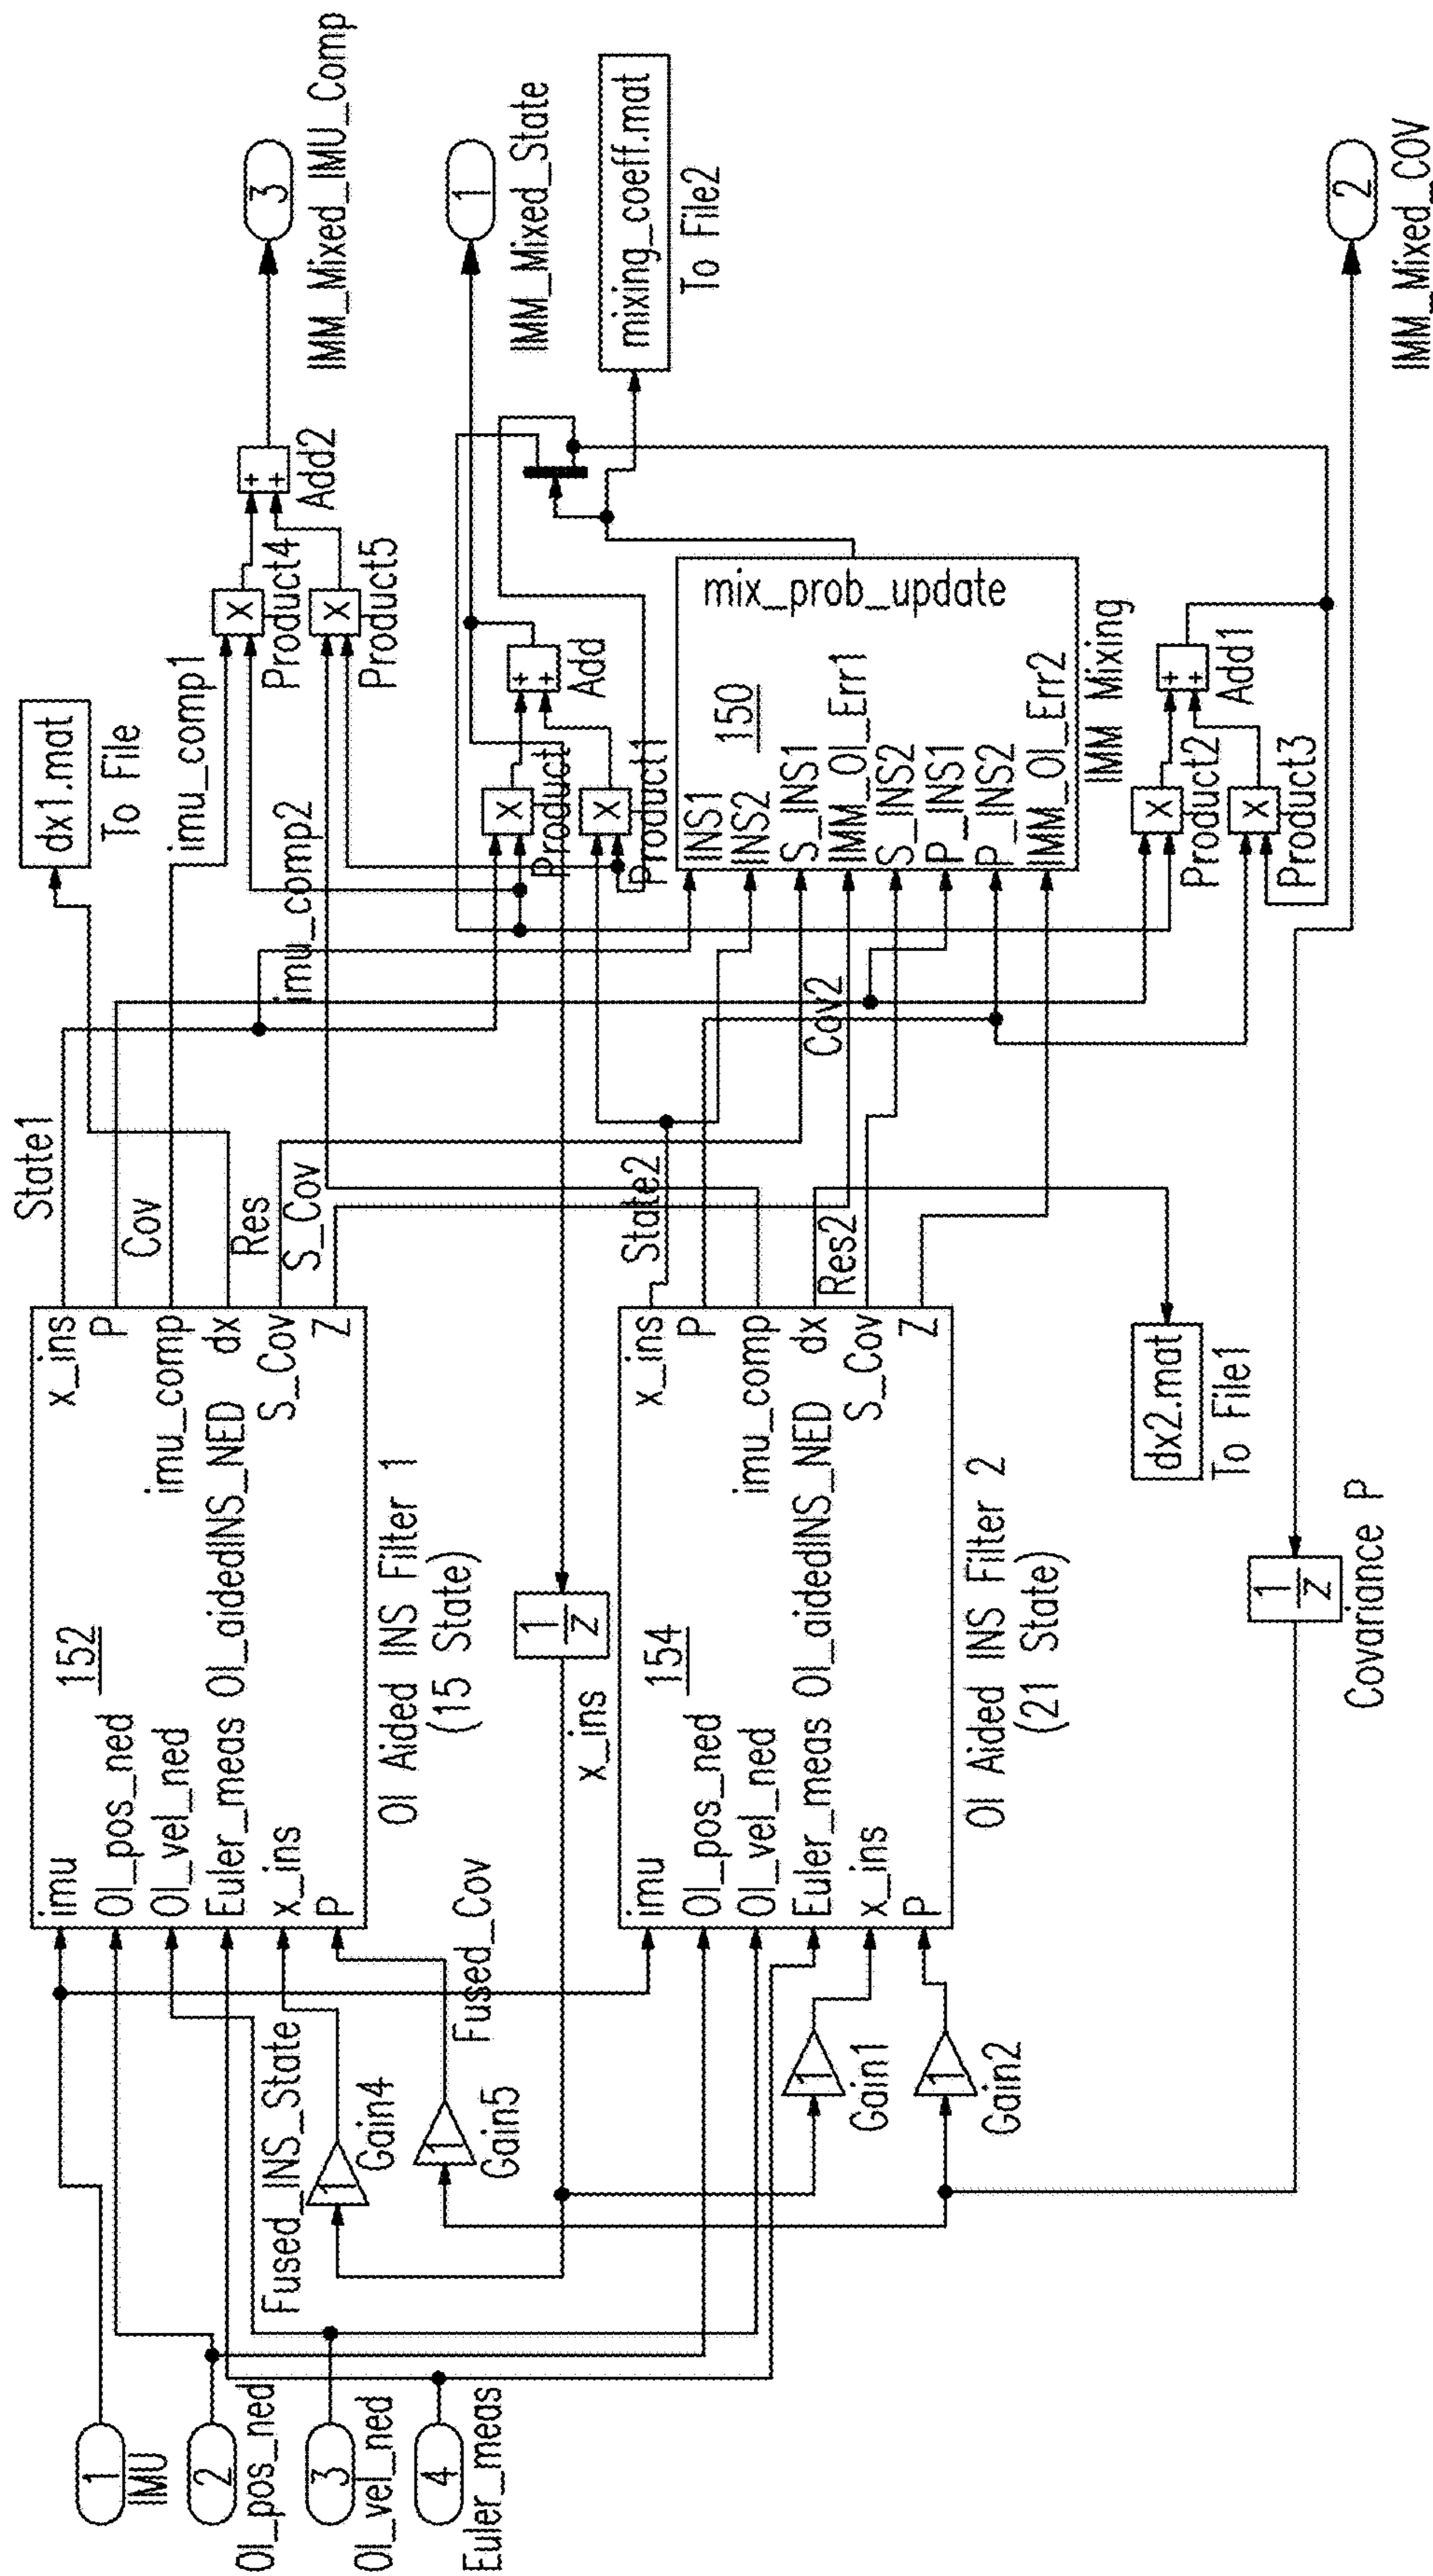 1
IMU
2
OI_pos_ned
3
OI_vel_ned
4
Euler_meas
Fused_INS_State
1
Gain4
1
Gain5
Fused_Cov
1
Gain1
1
Gain2
imu
OI_pos_ned
OI_vel_ned
Euler_meas OI_aidedINS_NED
x_ins
P
152
x_ins
P
imu_comp
dx
S_Cov
Z
OI Aided INS Filter 1
(15 State)
1
z
x_ins
imu
OI_pos_ned
OI_vel_ned
Euler_meas OI_aidedINS_NED
x_ins
P
154
x_ins
P
imu_comp
dx
S_Cov
Z
OI Aided INS Filter 2
(21 State)
1
z
Covariance P
State1
Cov
Res
S_Cov
State2
Cov2
Res2
dx2.mat
To File1
dx1.mat
To File
imu_comp1
imu_comp2
X
Product4
X
Product5
+
+
Add2
3
IMM_Mixed_IMU_Comp
X
Product
X
Product1
+
+
Add
1
IMM_Mixed_State
mixing_coeff.mat
To File2
INS1
INS2
S_INS1
IMM_OI_Err1
S_INS2
P_INS1
P_INS2
IMM_OI_Err2
150
mix_prob_update
IMM Mixing
X
Product2
X
Product3
+
+
Add1
2
IMM_Mixed_COV